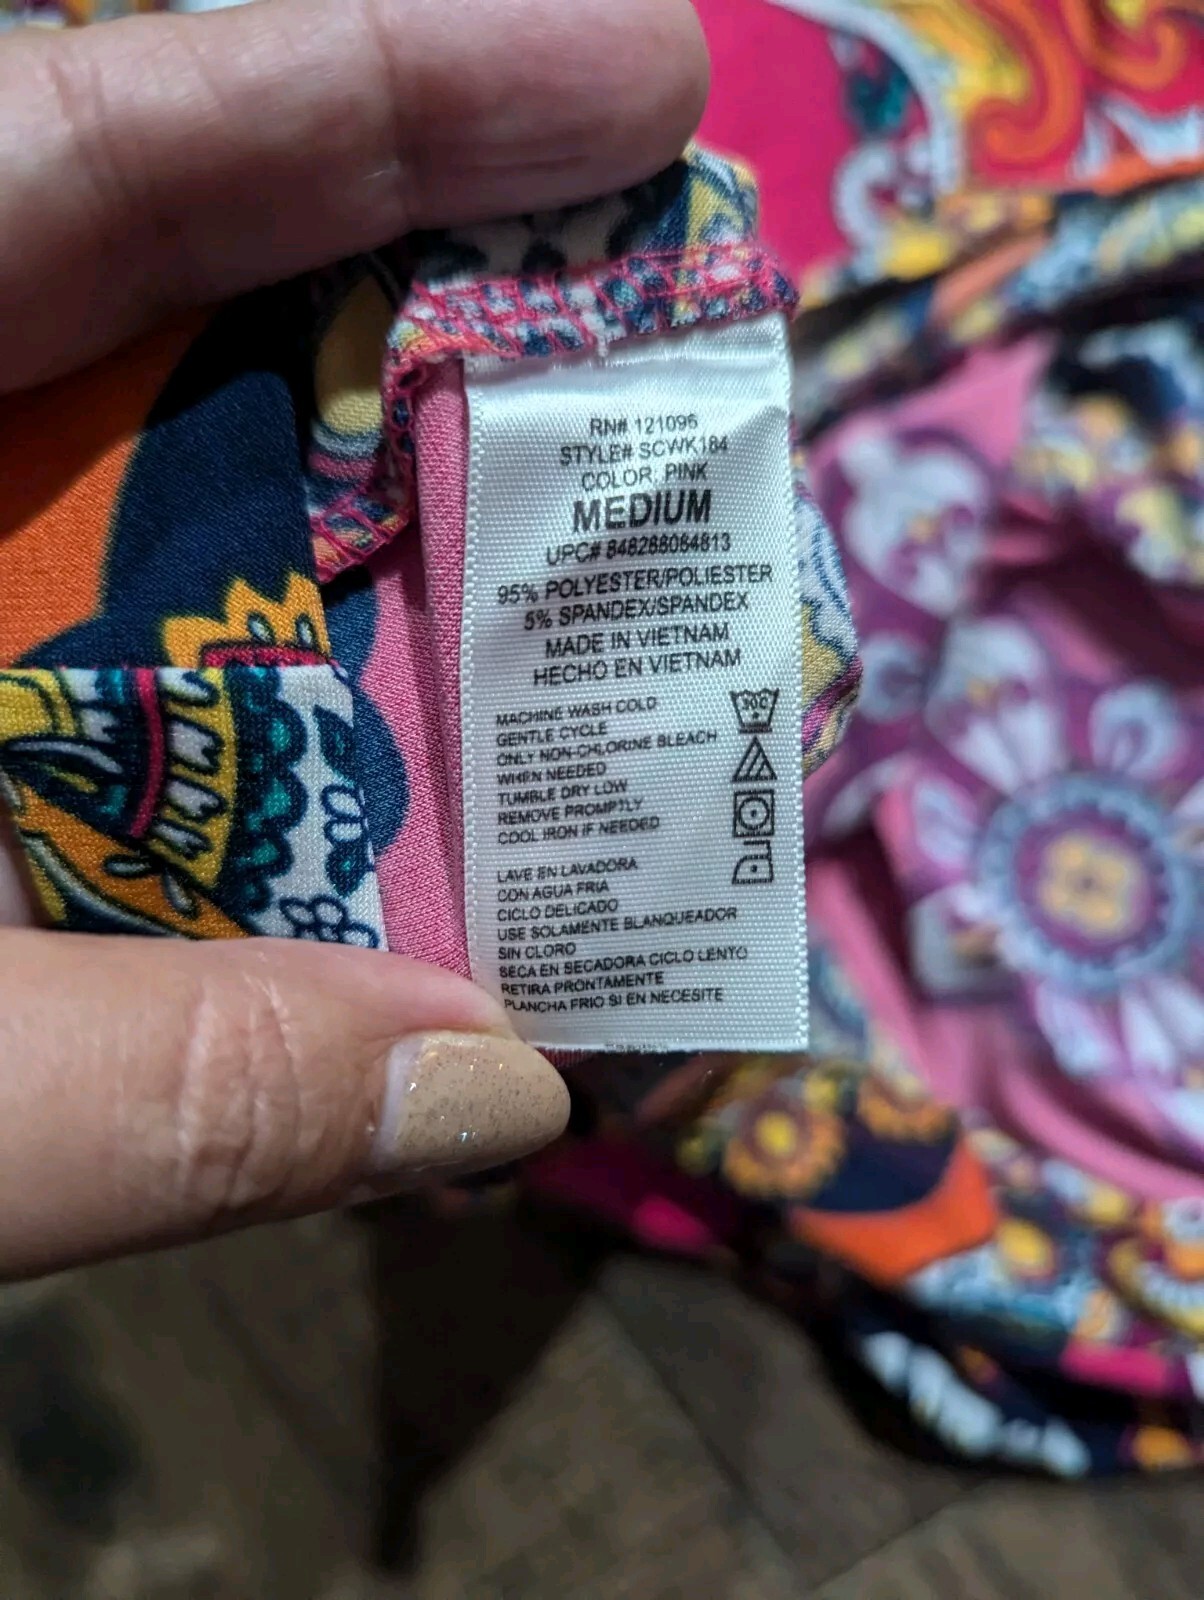 RN# 121096
STYLE# SCWK184
COLOR: PINK
MEDIUM
UPC# 848288064813
95% POLYESTER/POLIESTER
5% SPANDEX/SPANDEX
MADE IN VIETNAM
HECHO EN VIETNAM
MACHINE WASH COLD
GENTLE CYCLE
ONLY NON-CHLORINE BLEACH
WHEN NEEDED
TUMBLE DRY LOW
REMOVE PROMPTLY
COOL IRON IF NEEDED
30C
LAVE EN LAVADORA
CON AGUA FRIA
CICLO DELICADO
USE SOLAMENTE BLANQUEADOR
SIN CLORO
SECA EN SECADORA CICLO LENTO
RETIRA PRONTAMENTE
PLANCHA FRIO SI EN NECESITE